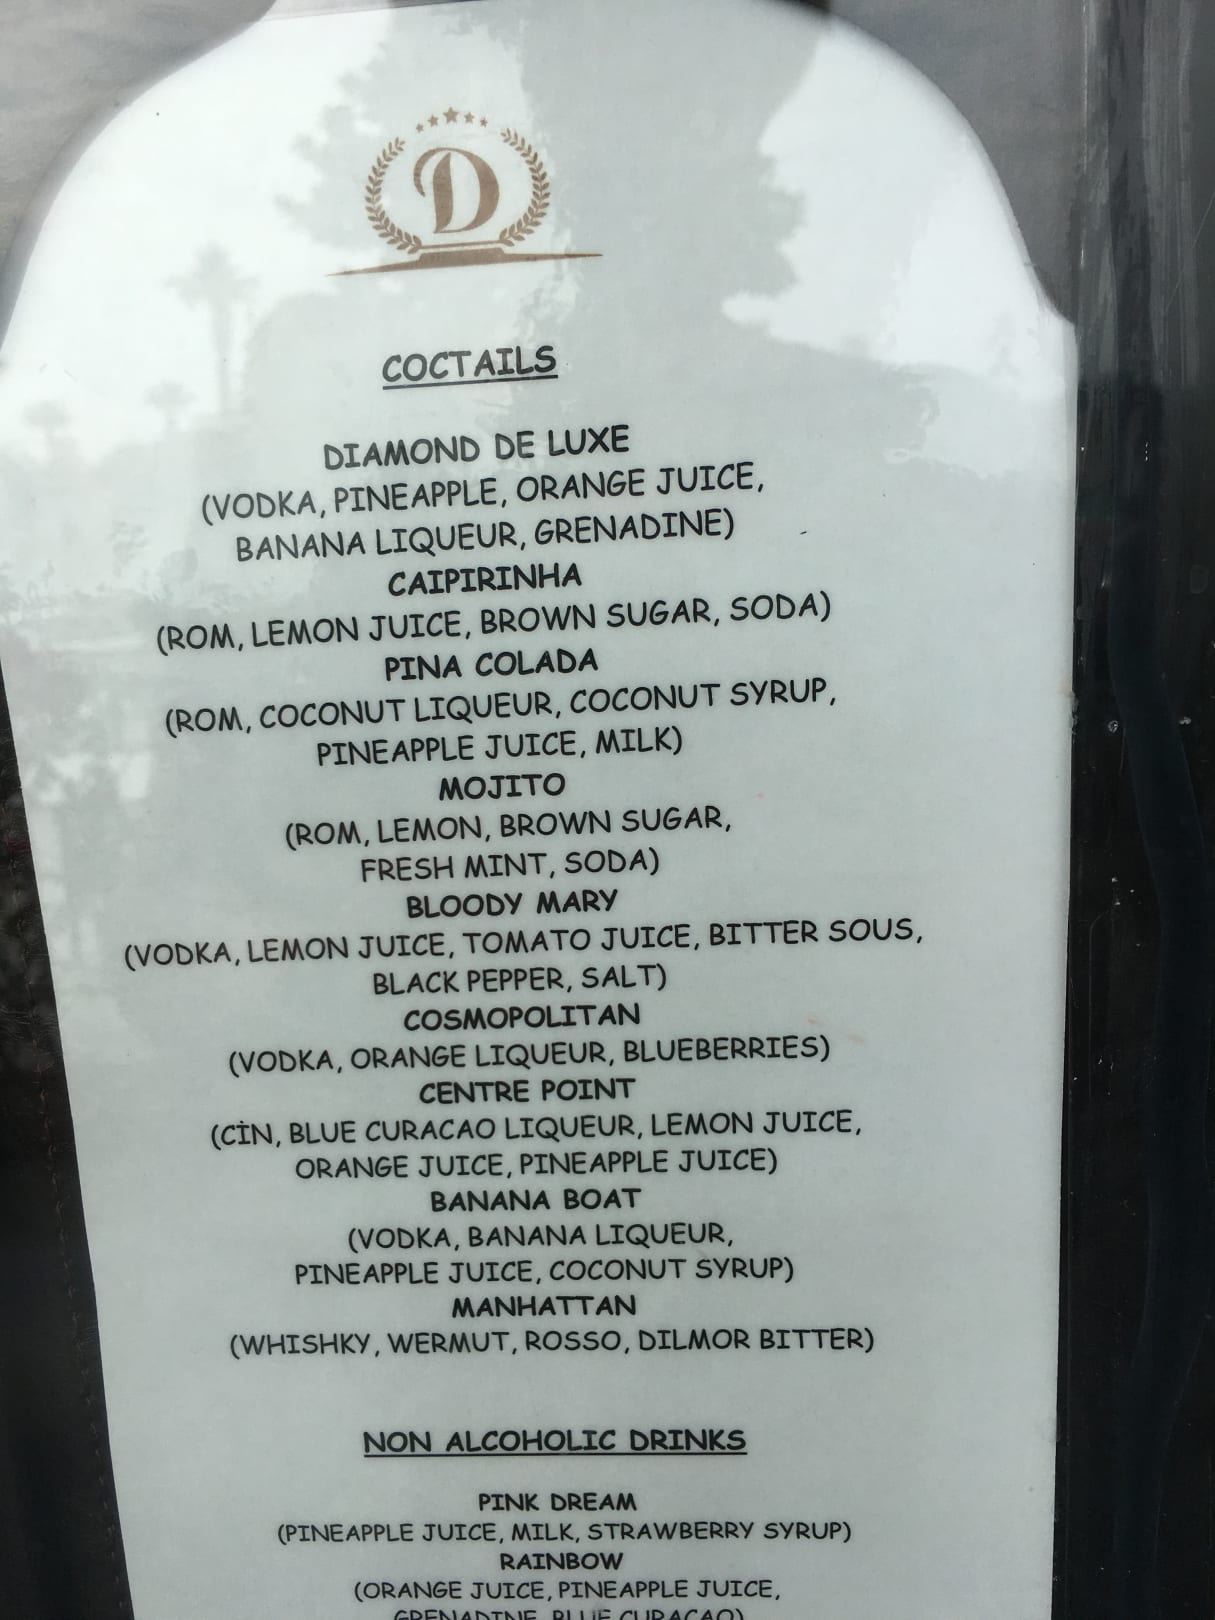 D
COCTAILS
DIAMOND DE LUXE
(VODKA, PINEAPPLE, ORANGE JUICE,
BANANA LIQUEUR, GRENADINE)
CAIPIRINHA
(ROM, LEMON JUICE, BROWN SUGAR, SODA)
PINA COLADA
(ROM, COCONUT LIQUEUR, COCONUT SYRUP,
PINEAPPLE JUICE, MILK)
MOJITO
(ROM, LEMON, BROWN SUGAR,
FRESH MINT, SODA)
BLOODY MARY
(VODKA, LEMON JUICE, TOMATO JUICE, BITTER SOUS,
BLACK PEPPER, SALT)
COSMOPOLITAN
(VODKA, ORANGE LIQUEUR, BLUEBERRIES)
CENTRE POINT
(CİN, BLUE CURACAO LIQUEUR, LEMON JUICE,
ORANGE JUICE, PINEAPPLE JUICE)
BANANA BOAT
(VODKA, BANANA LIQUEUR,
PINEAPPLE JUICE, COCONUT SYRUP)
MANHATTAN
(WHISHKY, WERMUT, ROSSO, DILMOR BITTER)
NON ALCOHOLIC DRINKS
PINK DREAM
(PINEAPPLE JUICE, MILK, STRAWBERRY SYRUP)
RAINBOW
(ORANGE JUICE, PINEAPPLE JUICE,
GRENADINE, BLUE CURACAO)